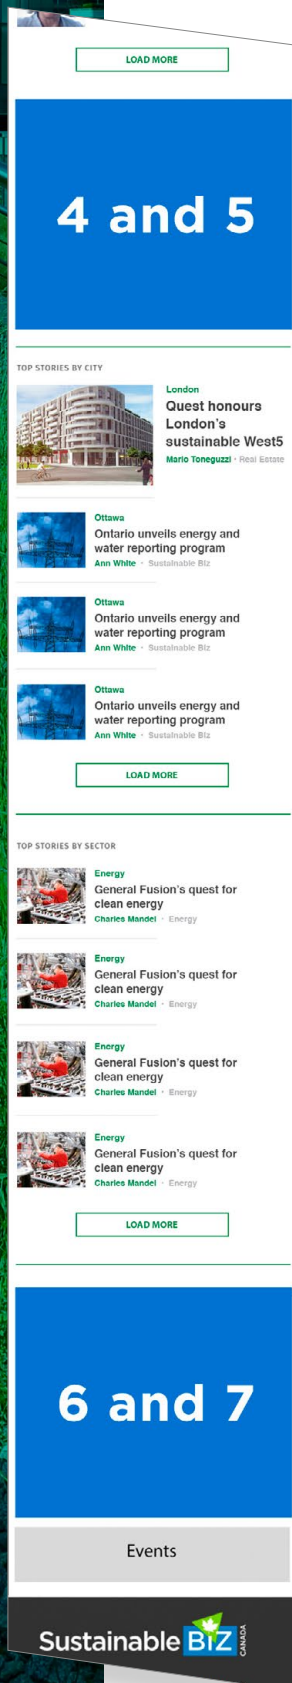 LOAD MORE
4 and 5
TOP STORIES BY CITY
London
Quest honours
London's
sustainable West5
Mario Toneguzzi • Real Estate
Ottawa
Ontario unveils energy and
water reporting program
Ann White • Sustainable Biz
Ottawa
Ontario unveils energy and
water reporting program
Ann White • Sustainable Biz
Ottawa
Ontario unveils energy and
water reporting program
Ann White • Sustainable Biz
LOAD MORE
TOP STORIES BY SECTOR
Energy
General Fusion's quest for
clean energy
Charles Mandel • Energy
Energy
General Fusion's quest for
clean energy
Charles Mandel • Energy
Energy
General Fusion's quest for
clean energy
Charles Mandel • Energy
Energy
General Fusion's quest for
clean energy
Charles Mandel • Energy
LOAD MORE
6 and 7
Events
Sustainable BIZ CANADA